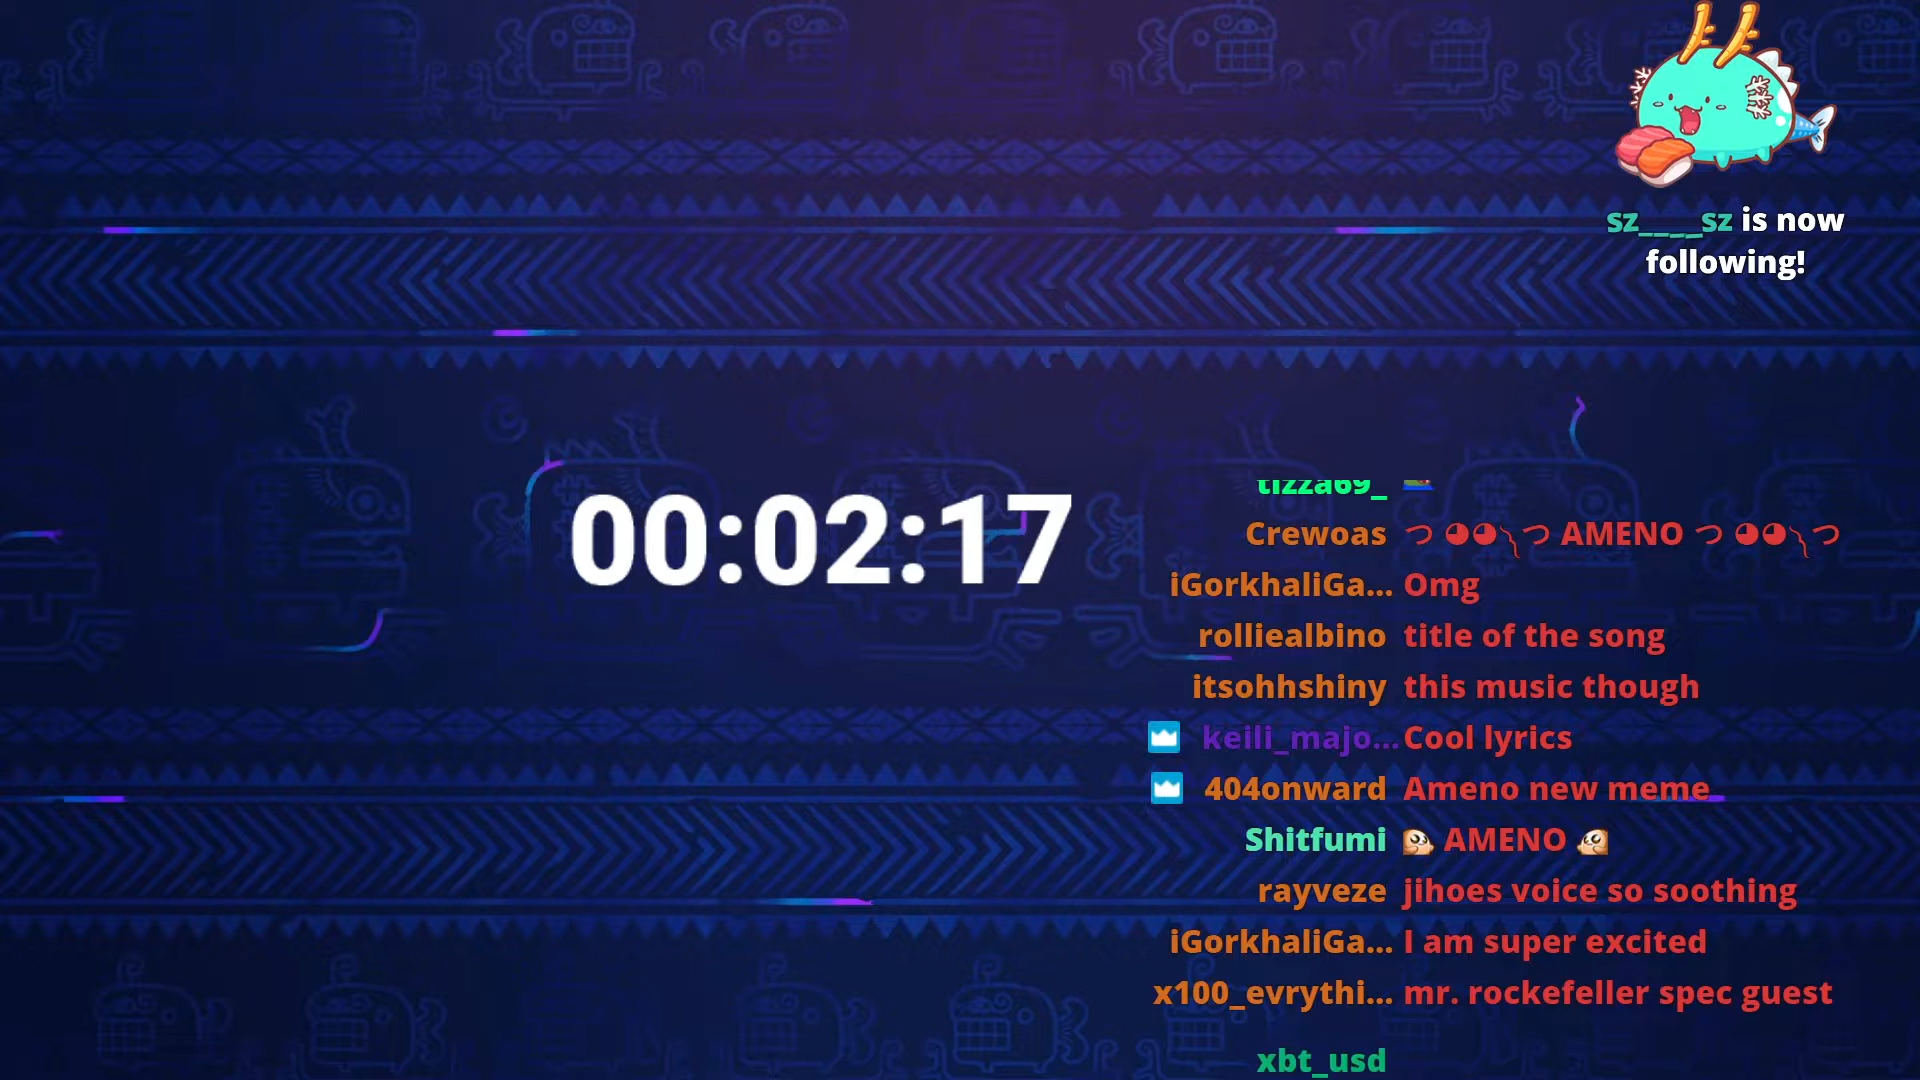 sz____sz is now
following!
00:02:17
tizza69_
Crewoas つ ◕◕╲つ AMENO つ ◕◕╲つ
iGorkhaliGa... Omg
rolliealbino title of the song
itsohhshiny this music though
keili_majo... Cool lyrics
404onward Ameno new meme
Shitfumi AMENO
rayveze jihoes voice so soothing
iGorkhaliGa... I am super excited
x100_evrythi... mr. rockefeller spec guest
xbt_usd